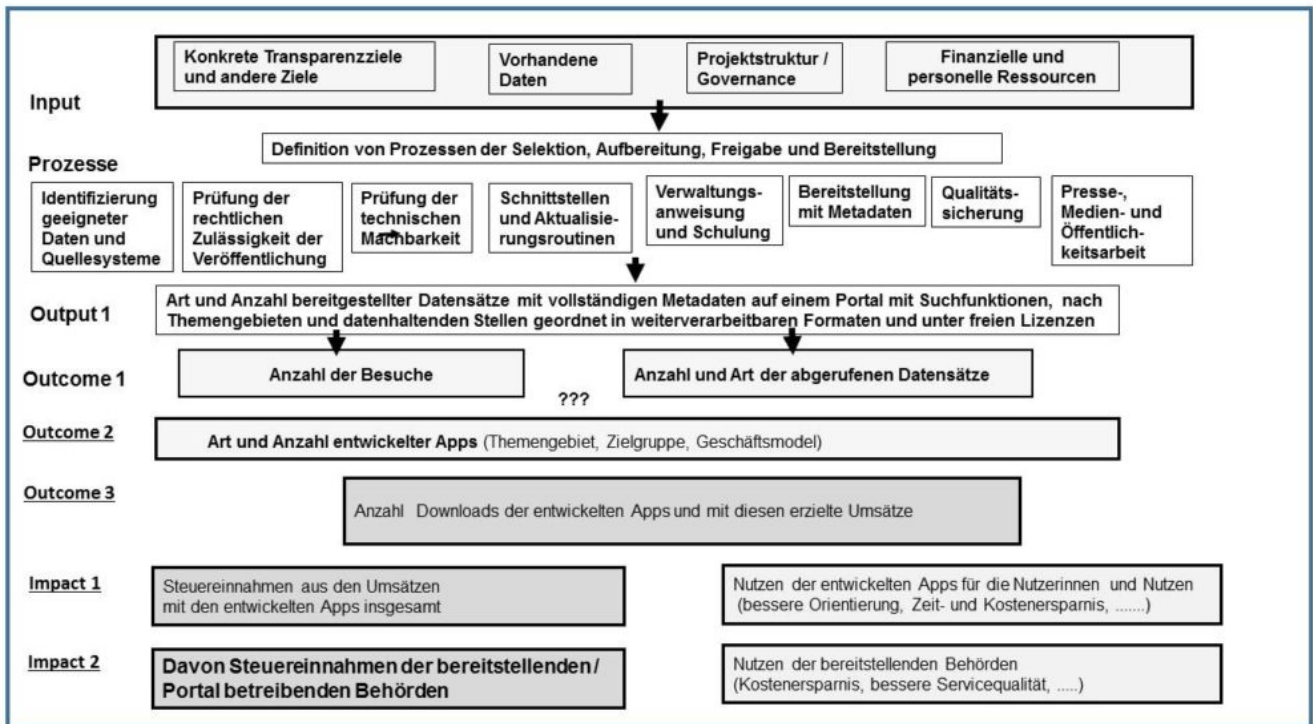 Input
Konkrete Transparenzziele
und andere Ziele
Vorhandene
Daten
Projektstruktur /
Governance
Finanzielle und
personelle Ressourcen
Prozesse
Definition von Prozessen der Selektion, Aufbereitung, Freigabe und Bereitstellung
Identifizierung
geeigneter
Daten und
Quellesysteme
Prüfung der
rechtlichen
Zulässigkeit der
Veröffentlichung
Prüfung der
technischen
Machbarkeit
Schnittstellen
und Aktualisie-
rungsroutinen
Verwaltungs-
anweisung
und Schulung
Bereitstellung
mit Metadaten
Qualitäts-
sicherung
Presse-,
Medien- und
Öffentlich-
keitsarbeit
Output 1
Art und Anzahl bereitgestellter Datensätze mit vollständigen Metadaten auf einem Portal mit Suchfunktionen, nach
Themengebieten und datenhaltenden Stellen geordnet in weiterverarbeitbaren Formaten und unter freien Lizenzen
Outcome 1
Anzahl der Besuche
Anzahl und Art der abgerufenen Datensätze
???
Outcome 2
Art und Anzahl entwickelter Apps (Themengebiet, Zielgruppe, Geschäftsmodel)
Outcome 3
Anzahl Downloads der entwickelten Apps und mit diesen erzielte Umsätze
Impact 1
Steuereinnahmen aus den Umsätzen
mit den entwickelten Apps insgesamt
Nutzen der entwickelten Apps für die Nutzerinnen und Nutzen
(bessere Orientierung, Zeit- und Kostenersparnis, .......)
Impact 2
Davon Steuereinnahmen der bereitstellenden /
Portal betreibenden Behörden
Nutzen der bereitstellenden Behörden
(Kostenersparnis, bessere Servicequalität, .....)